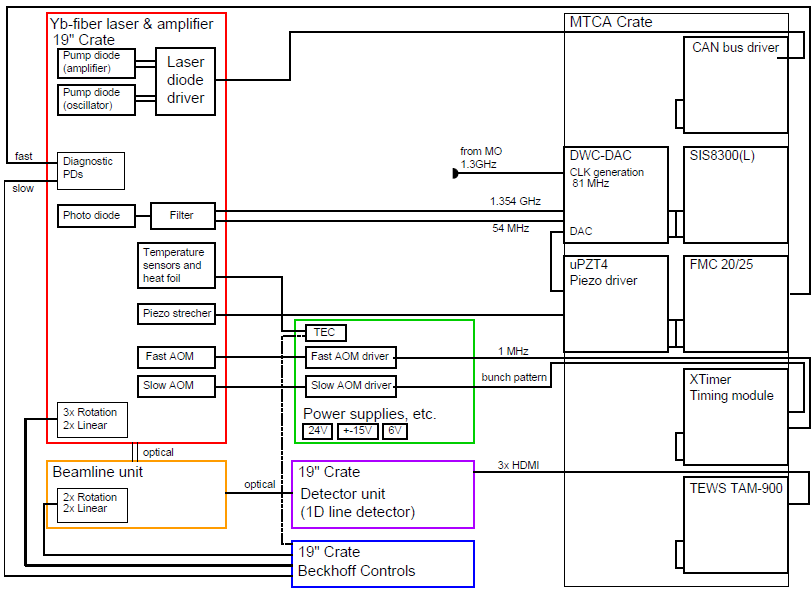 Yb-fiber laser & amplifier
19" Crate
Pump diode
(amplifier)
Pump diode
(oscillator)
Laser
diode
driver
fast
slow
Diagnostic
PDs
Photo diode
Filter
Temperature
sensors and
heat foil
Piezo strecher
Fast AOM
Slow AOM
3x Rotation
2x Linear
optical
Beamline unit
2x Rotation
2x Linear
optical
TEC
Fast AOM driver
Slow AOM driver
Power supplies, etc.
24V
+-15V
6V
19" Crate
Detector unit
(1D line detector)
19" Crate
Beckhoff Controls
from MO
1.3GHz
1.354 GHz
54 MHz
1 MHz
bunch pattern
3x HDMI
MTCA Crate
CAN bus driver
DWC-DAC
CLK generation
81 MHz
DAC
SIS8300(L)
uPZT4
Piezo driver
FMC 20/25
XTimer
Timing module
TEWS TAM-900